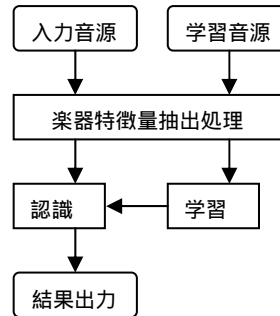 入力音源
学習音源
楽器特徴量抽出処理
認識
学習
結果出力